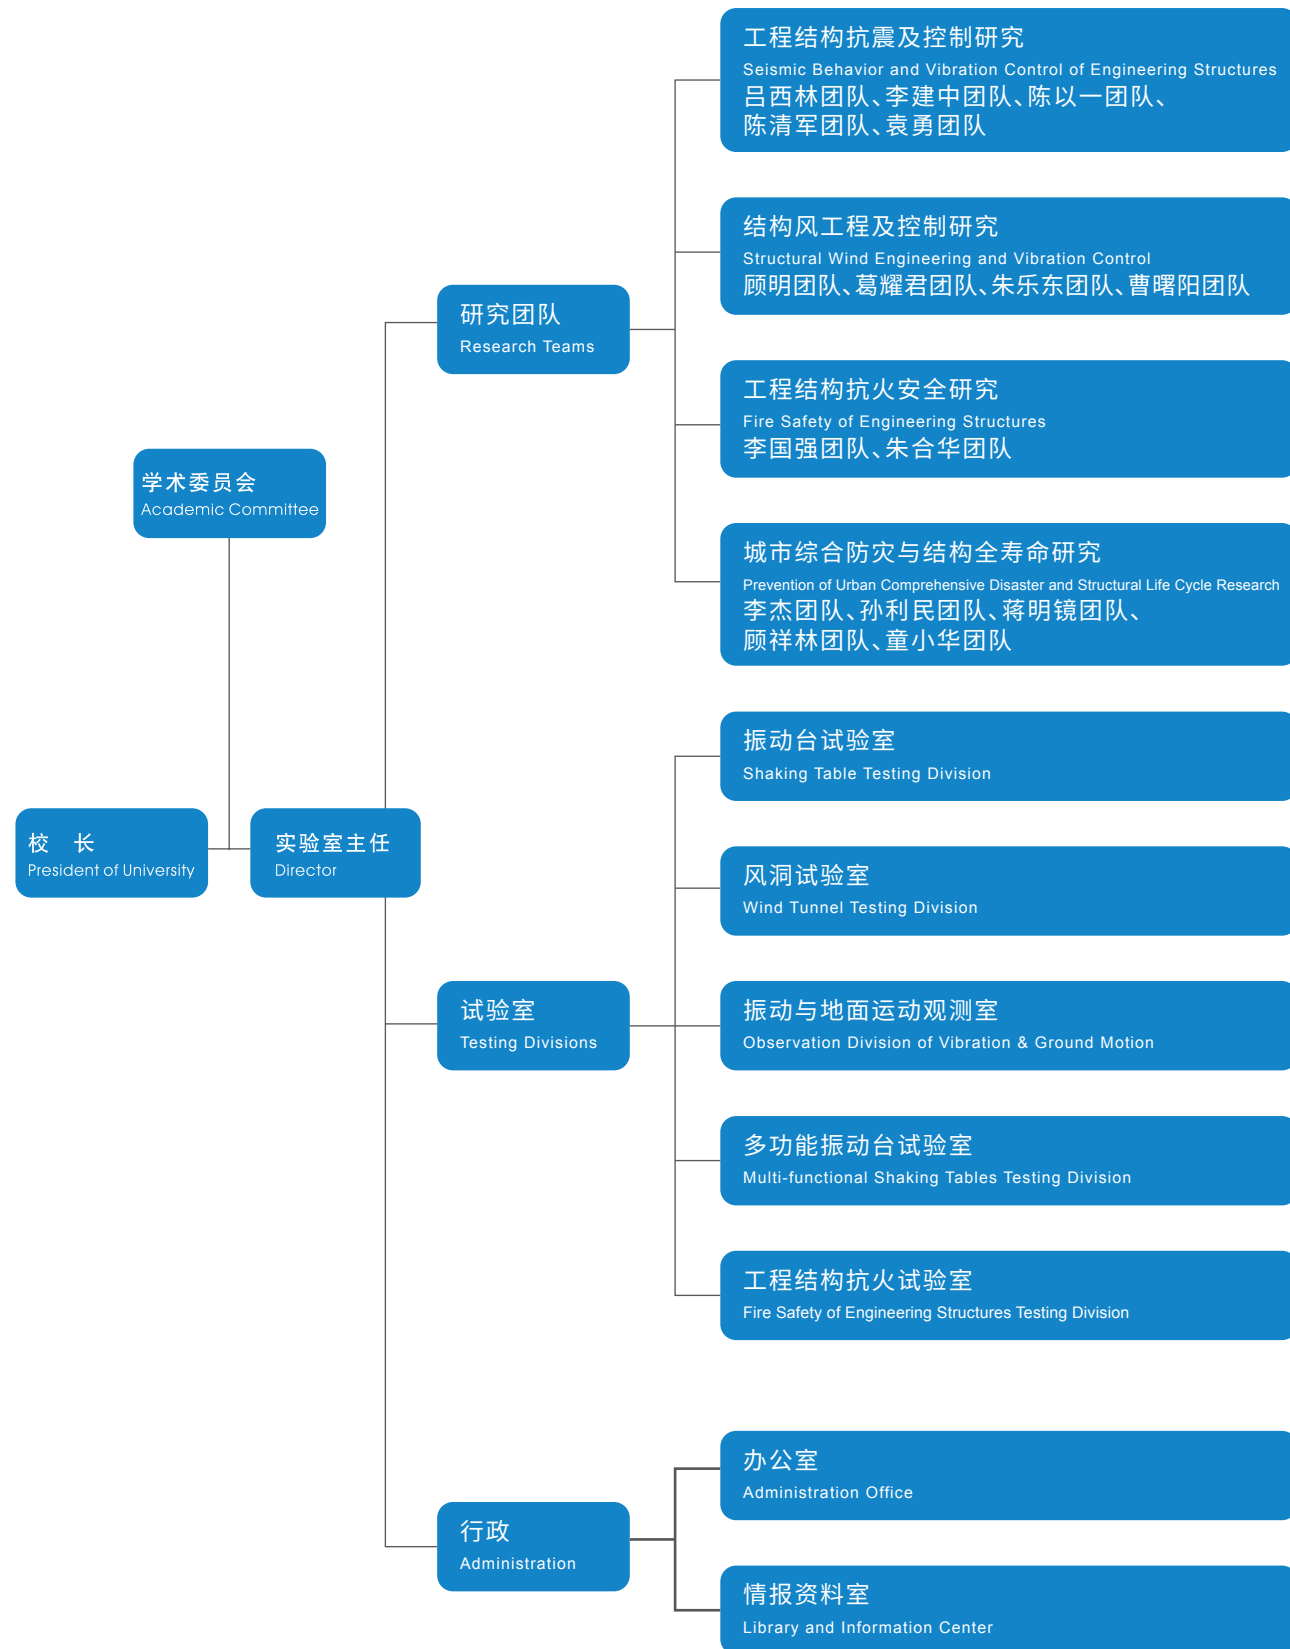 工程结构抗震及控制研究
Seismic Behavior and Vibration Control of Engineering Structures
吕西林团队、李建中团队、陈以一团队、
陈清军团队、袁勇团队
结构风工程及控制研究
Structural Wind Engineering and Vibration Control
顾明团队、葛耀君团队、朱乐东团队、曹曙阳团队
研究团队
Research Teams
工程结构抗火安全研究
Fire Safety of Engineering Structures
李国强团队、朱合华团队
学术委员会
Academic Committee
城市综合防灾与结构全寿命研究
Prevention of Urban Comprehensive Disaster and Structural Life Cycle Research
李杰团队、孙利民团队、蒋明镜团队、
顾祥林团队、童小华团队
振动台试验室
Shaking Table Testing Division
校 长
President of University
实验室主任
Director
风洞试验室
Wind Tunnel Testing Division
试验室
Testing Divisions
振动与地面运动观测室
Observation Division of Vibration & Ground Motion
多功能振动台试验室
Multi-functional Shaking Tables Testing Division
工程结构抗火试验室
Fire Safety of Engineering Structures Testing Division
办公室
Administration Office
行政
Administration
情报资料室
Library and Information Center